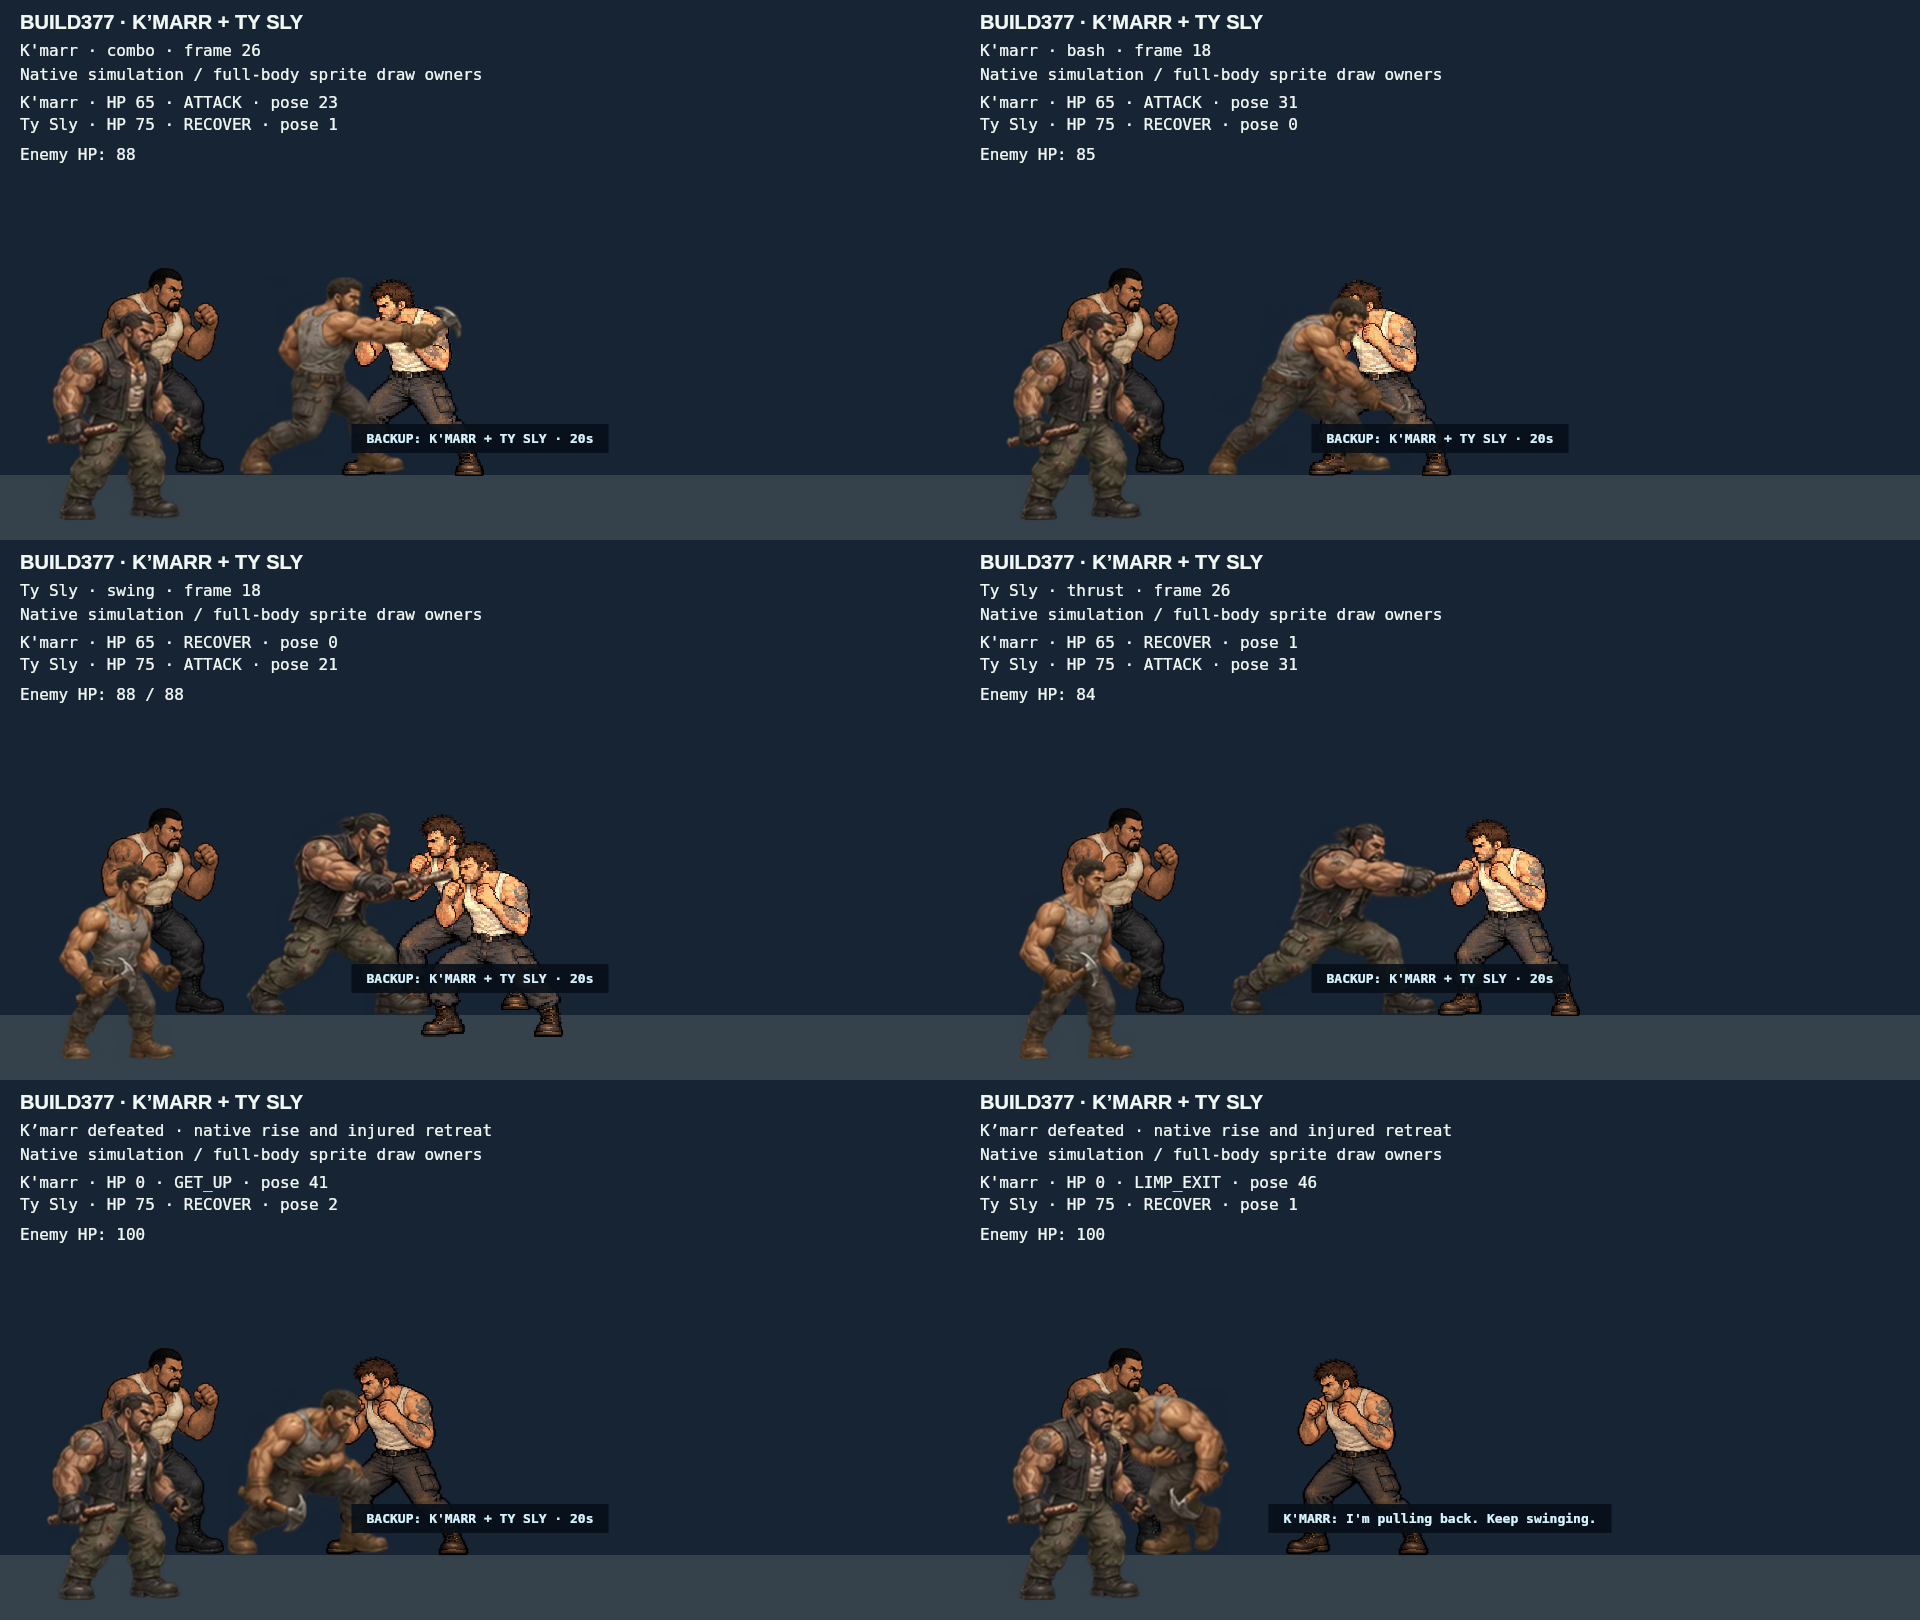 BUILD377 · K’MARR + TY SLY
K'marr · combo · frame 26
Native simulation / full-body sprite draw owners
K'marr · HP 65 · ATTACK · pose 23
Ty Sly · HP 75 · RECOVER · pose 1
Enemy HP: 88
BACKUP: K'MARR + TY SLY · 20s
BUILD377 · K’MARR + TY SLY
K'marr · bash · frame 18
Native simulation / full-body sprite draw owners
K'marr · HP 65 · ATTACK · pose 31
Ty Sly · HP 75 · RECOVER · pose 0
Enemy HP: 85
BACKUP: K'MARR + TY SLY · 20s
BUILD377 · K’MARR + TY SLY
Ty Sly · swing · frame 18
Native simulation / full-body sprite draw owners
K'marr · HP 65 · RECOVER · pose 0
Ty Sly · HP 75 · ATTACK · pose 21
Enemy HP: 88 / 88
BACKUP: K'MARR + TY SLY · 20s
BUILD377 · K’MARR + TY SLY
Ty Sly · thrust · frame 26
Native simulation / full-body sprite draw owners
K'marr · HP 65 · RECOVER · pose 1
Ty Sly · HP 75 · ATTACK · pose 31
Enemy HP: 84
BACKUP: K'MARR + TY SLY · 20s
BUILD377 · K’MARR + TY SLY
K’marr defeated · native rise and injured retreat
Native simulation / full-body sprite draw owners
K'marr · HP 0 · GET_UP · pose 41
Ty Sly · HP 75 · RECOVER · pose 2
Enemy HP: 100
BACKUP: K'MARR + TY SLY · 20s
BUILD377 · K’MARR + TY SLY
K’marr defeated · native rise and injured retreat
Native simulation / full-body sprite draw owners
K'marr · HP 0 · LIMP_EXIT · pose 46
Ty Sly · HP 75 · RECOVER · pose 1
Enemy HP: 100
K'MARR: I'm pulling back. Keep swinging.